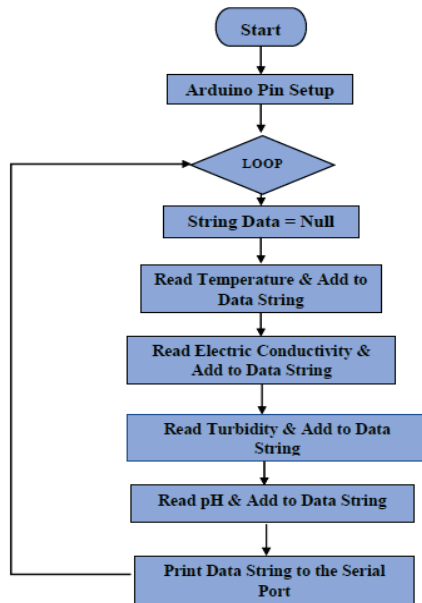 Start
Arduino Pin Setup
LOOP
String Data = Null
Read Temperature & Add to
Data String
Read Electric Conductivity &
Add to Data String
Read Turbidity & Add to Data
String
Read pH & Add to Data String
Print Data String to the Serial
Port